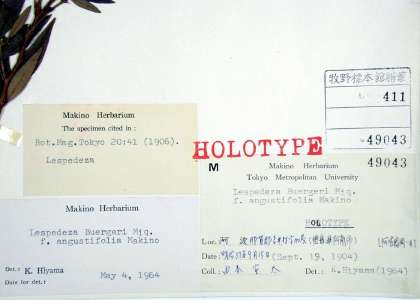 牧野標本館
411
49043
Makino Herbarium
The specimen cited in :
Bot.Mag.Tokyo 20:41 (1906).
Lespedeza
HOLOTYPE
M
49043
Makino Herbarium
Tokyo Metropolitan University
Lespedeza Buergeri Miq.
f. angustifolia Makino
HOLOTYPE
Loc. 阿 波
Date: (Sept. 19, 1904)
Coll.:
Det.: K.Hiyama(1964)
Makino Herbarium
Lespedeza Buergeri Miq.
f. angustifolia Makino
Det.: K. Hiyama
May 4, 1964
Date for det.: